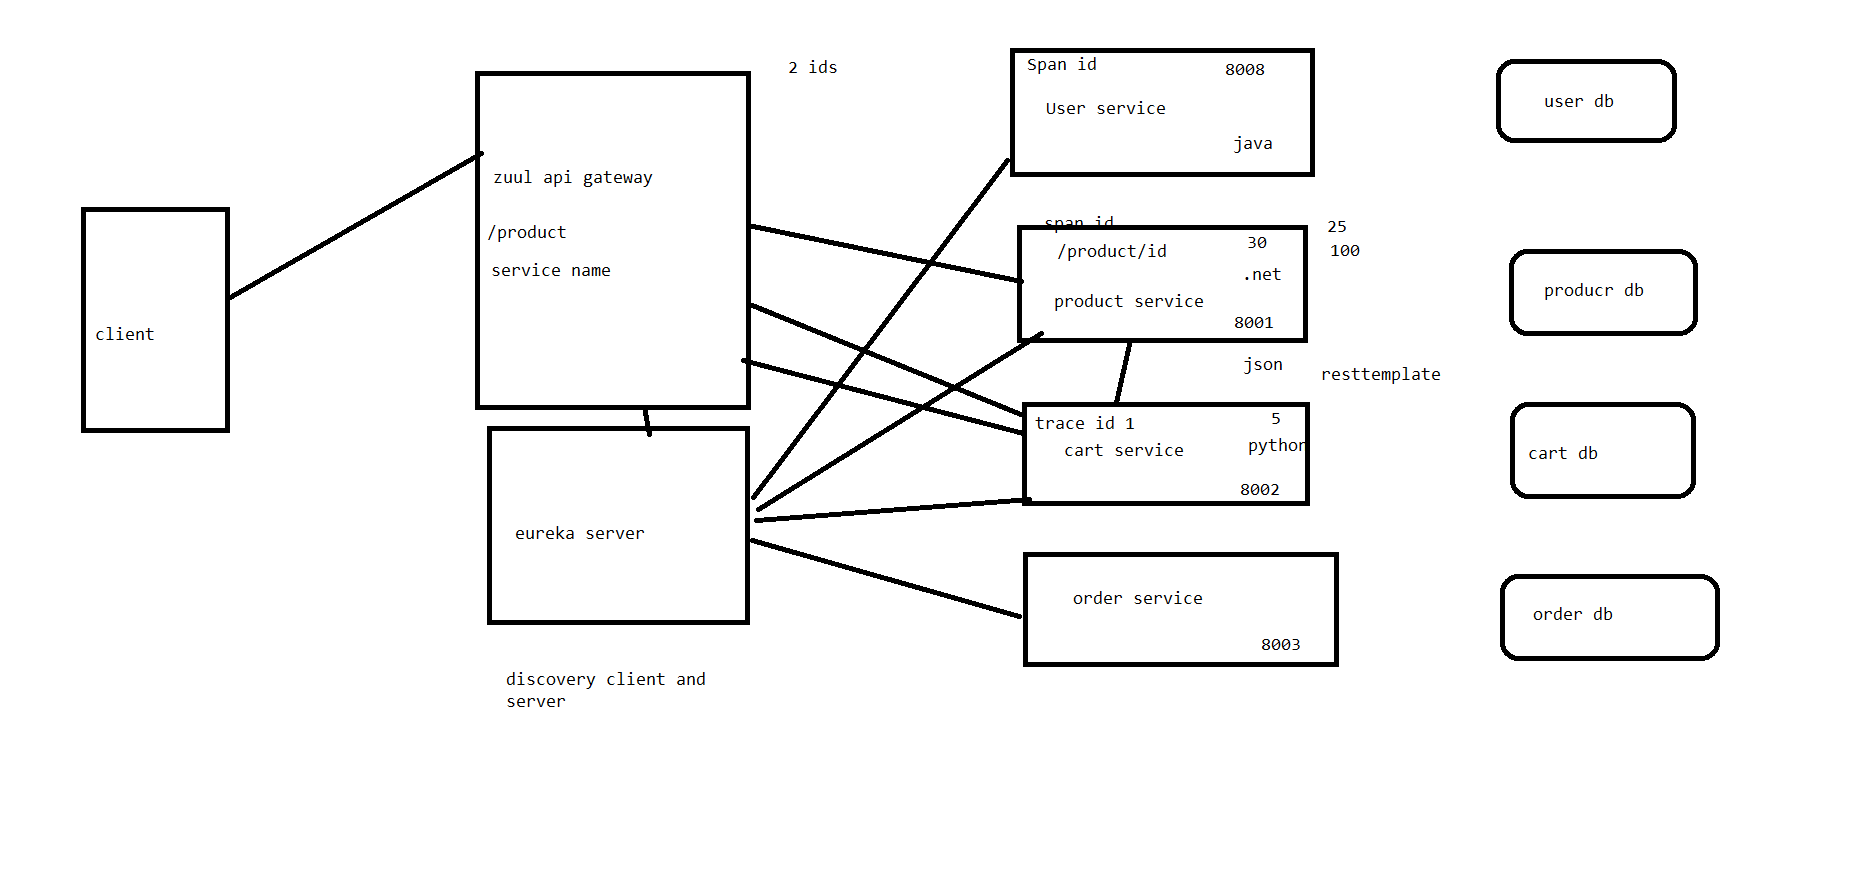 client
zuul api gateway
/product
service name
eureka server
discovery client and
server
2 ids
Span id
8008
User service
java
span id
/product/id
30
.net
product service
8001
25
100
json
resttemplate
trace id 1
5
cart service
python
8002
order service
8003
user db
producr db
cart db
order db